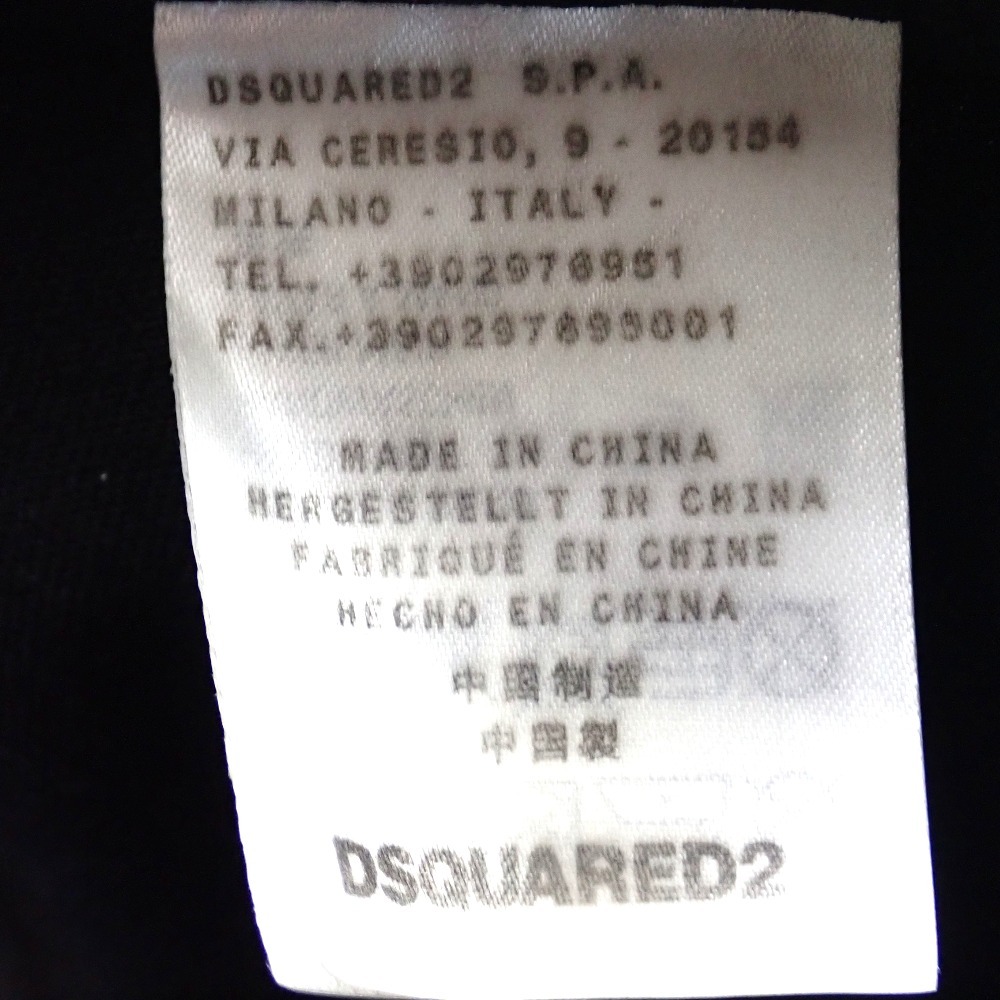 DSQUARED2 S.P.A.
VIA CERESIO, 9 - 20154
MILANO - ITALY -
TEL. +3902976951
FAX.+390297695001
MADE IN CHINA
HERGESTELLT IN CHINA
FABRIQUÉ EN CHINE
HECHO EN CHINA
中国制造
中国製
DSQUARED2